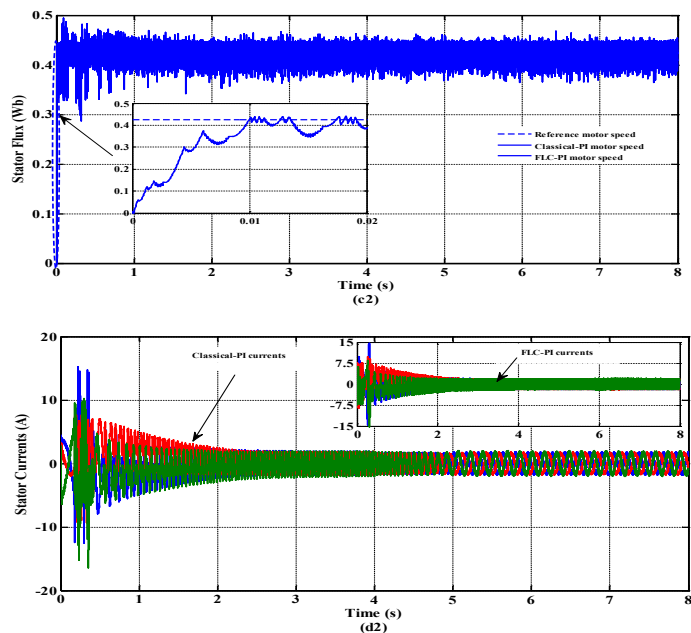 0.5
0.4
0.3
0.2
0.1
0
Stator Flux (Wb)
0.5
0.4
0.3
0.2
0.1
0
0 0.01 0.02
Reference motor speed
Classical-PI motor speed
FLC-PI motor speed
0 1 2 3 4 5 6 7 8
Time (s)
(c2)
20
10
0
-10
-20
Stator Currents (A)
Classical-PI currents
15
7.5
0
-7.5
-15
FLC-PI currents
0 2 4 6 8
0 1 2 3 4 5 6 7 8
Time (s)
(d2)